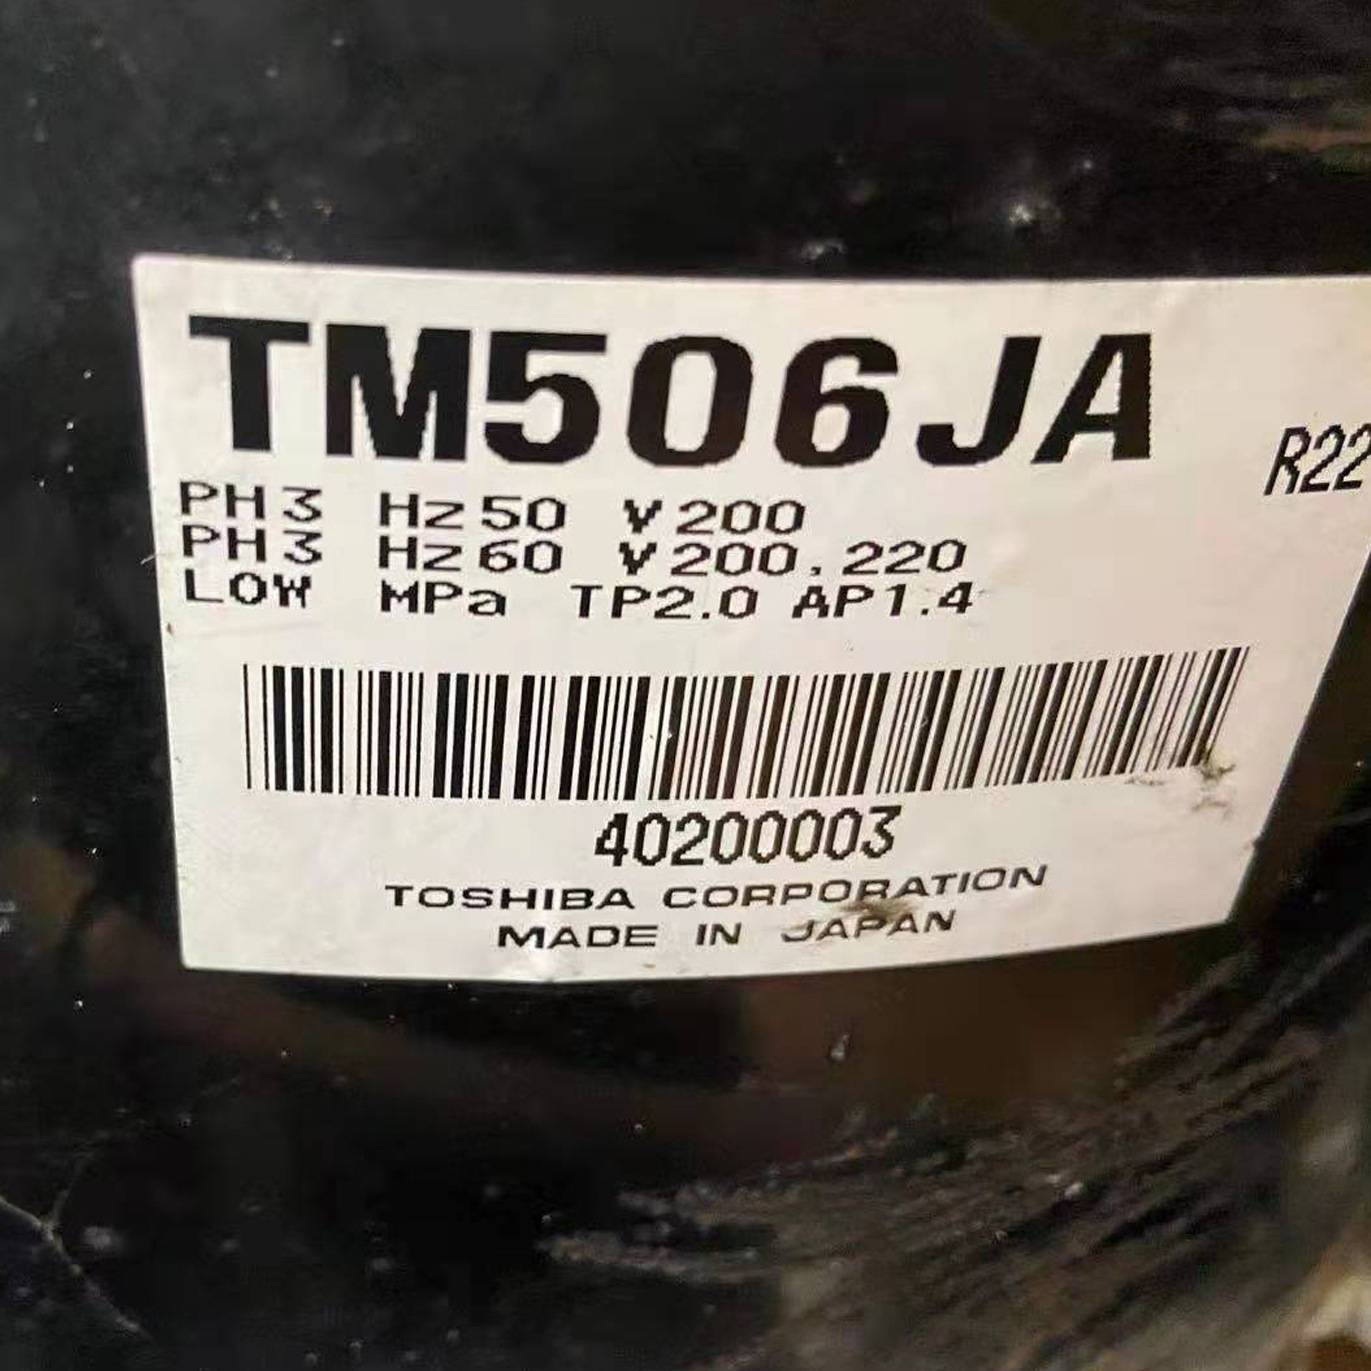 TM506JA
R22
PH3 Hz50 V200
PH3 Hz60 V200,220
LOW MPa TP2.0 AP1.4
40200003
TOSHIBA CORPORATION
MADE IN JAPAN